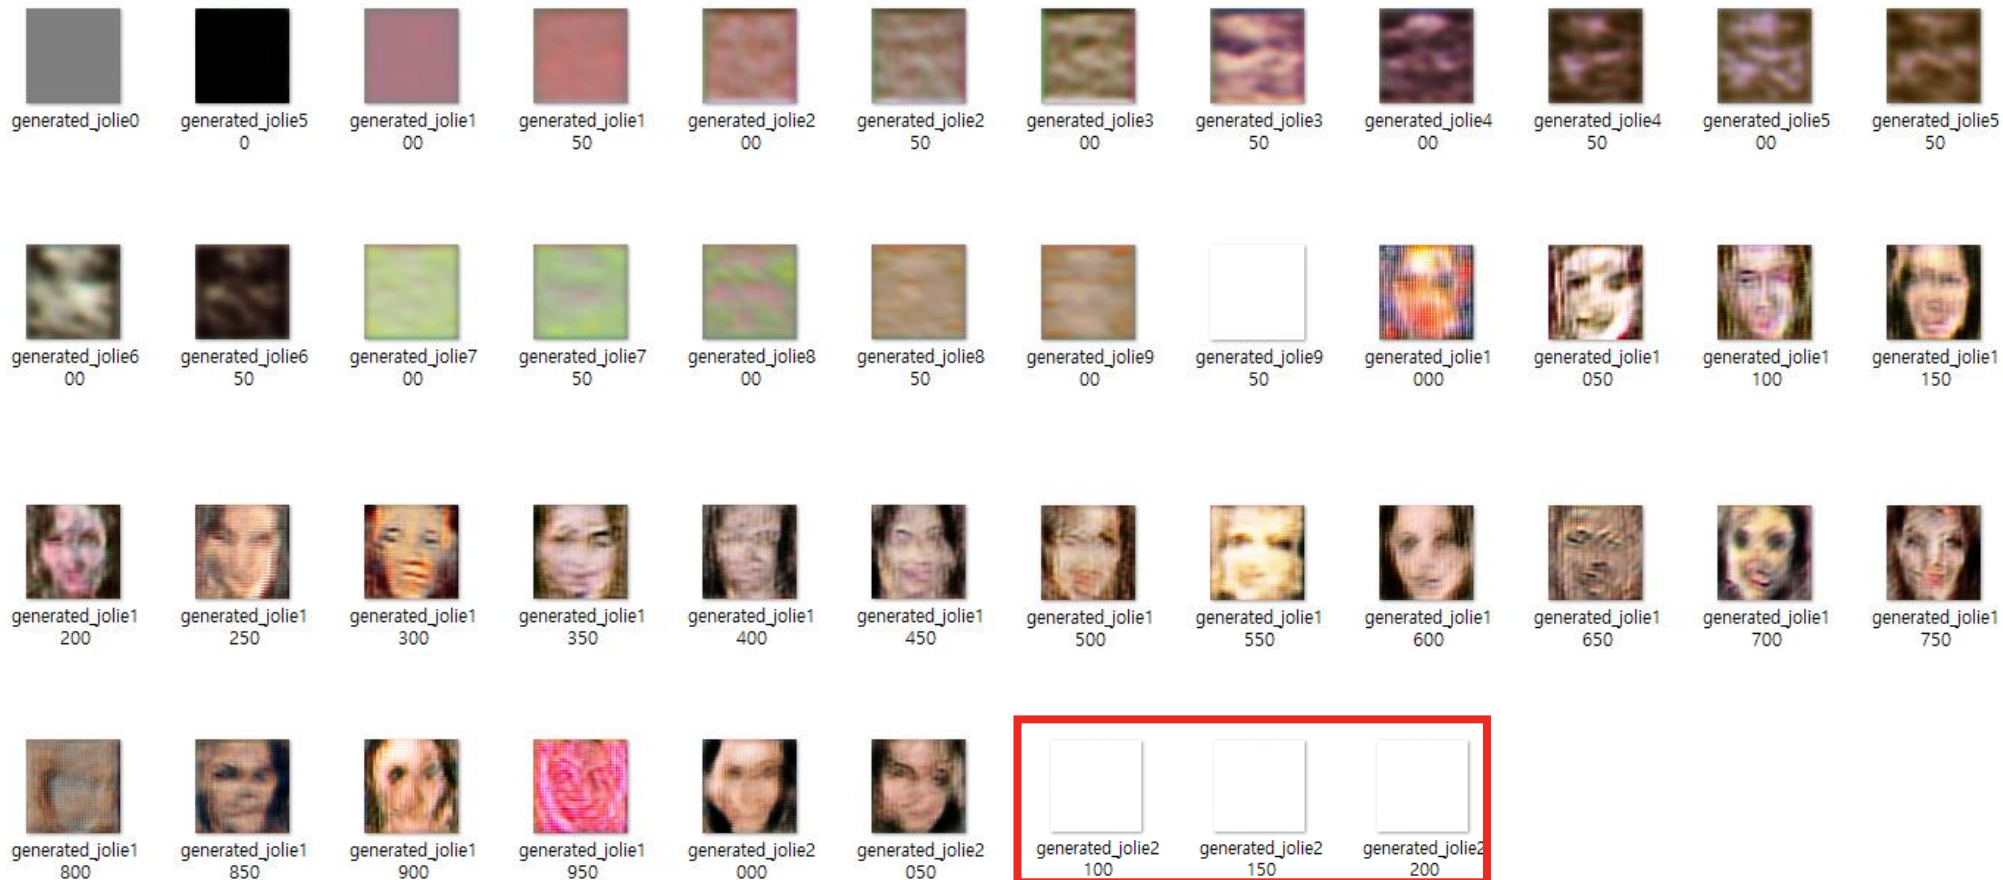 generated_jolie0 generated_jolie5 generated_jolie1 generated_jolie1 generated_jolie2 generated_jolie2 generated_jolie3 generated_jolie3 generated_jolie4 generated_jolie4 generated_jolie5 generated_jolie5
0 00 50 00 50 00 50 00 50 00 50
generated_jolie6 generated_jolie6 generated_jolie7 generated_jolie7 generated_jolie8 generated_jolie8 generated_jolie9 generated_jolie9 generated_jolie1 generated_jolie1 generated_jolie1 generated_jolie1
00 50 00 50 00 50 00 50 000 050 100 150
generated_jolie1 generated_jolie1 generated_jolie1 generated_jolie1 generated_jolie1 generated_jolie1 generated_jolie1 generated_jolie1 generated_jolie1 generated_jolie1 generated_jolie1 generated_jolie1
200 250 300 350 400 450 500 550 600 650 700 750
generated_jolie1 generated_jolie1 generated_jolie1 generated_jolie1 generated_jolie2 generated_jolie2 generated_jolie2 generated_jolie2 generated_jolie2
800 850 900 950 000 050 100 150 200